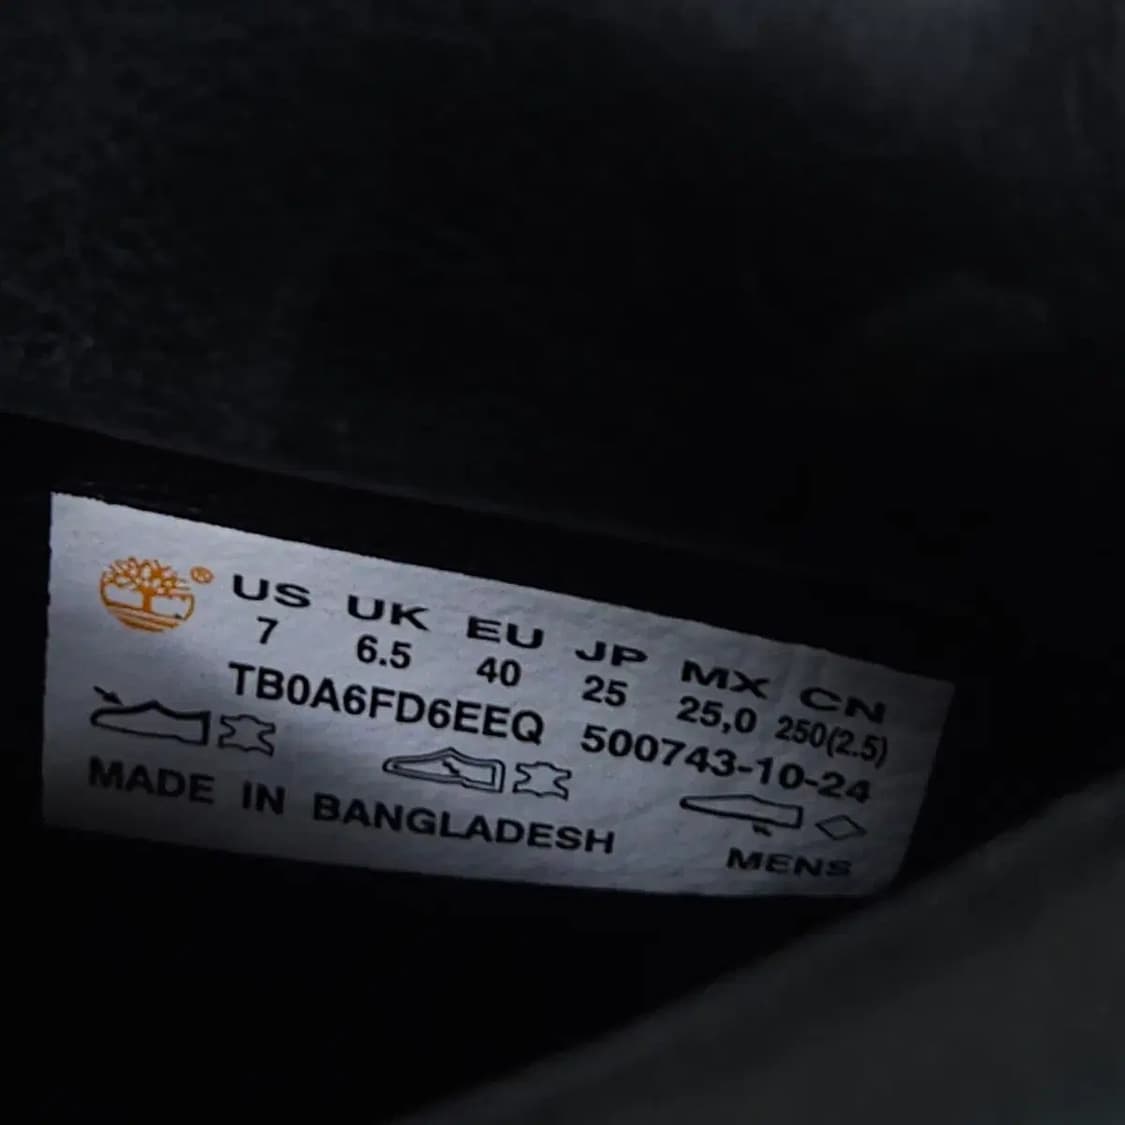 ® US UK EU JP MX CN
7 6.5 40 25 25,0 250(2.5)
TB0A6FD6EEQ 500743-10-24
MADE IN BANGLADESH MENS